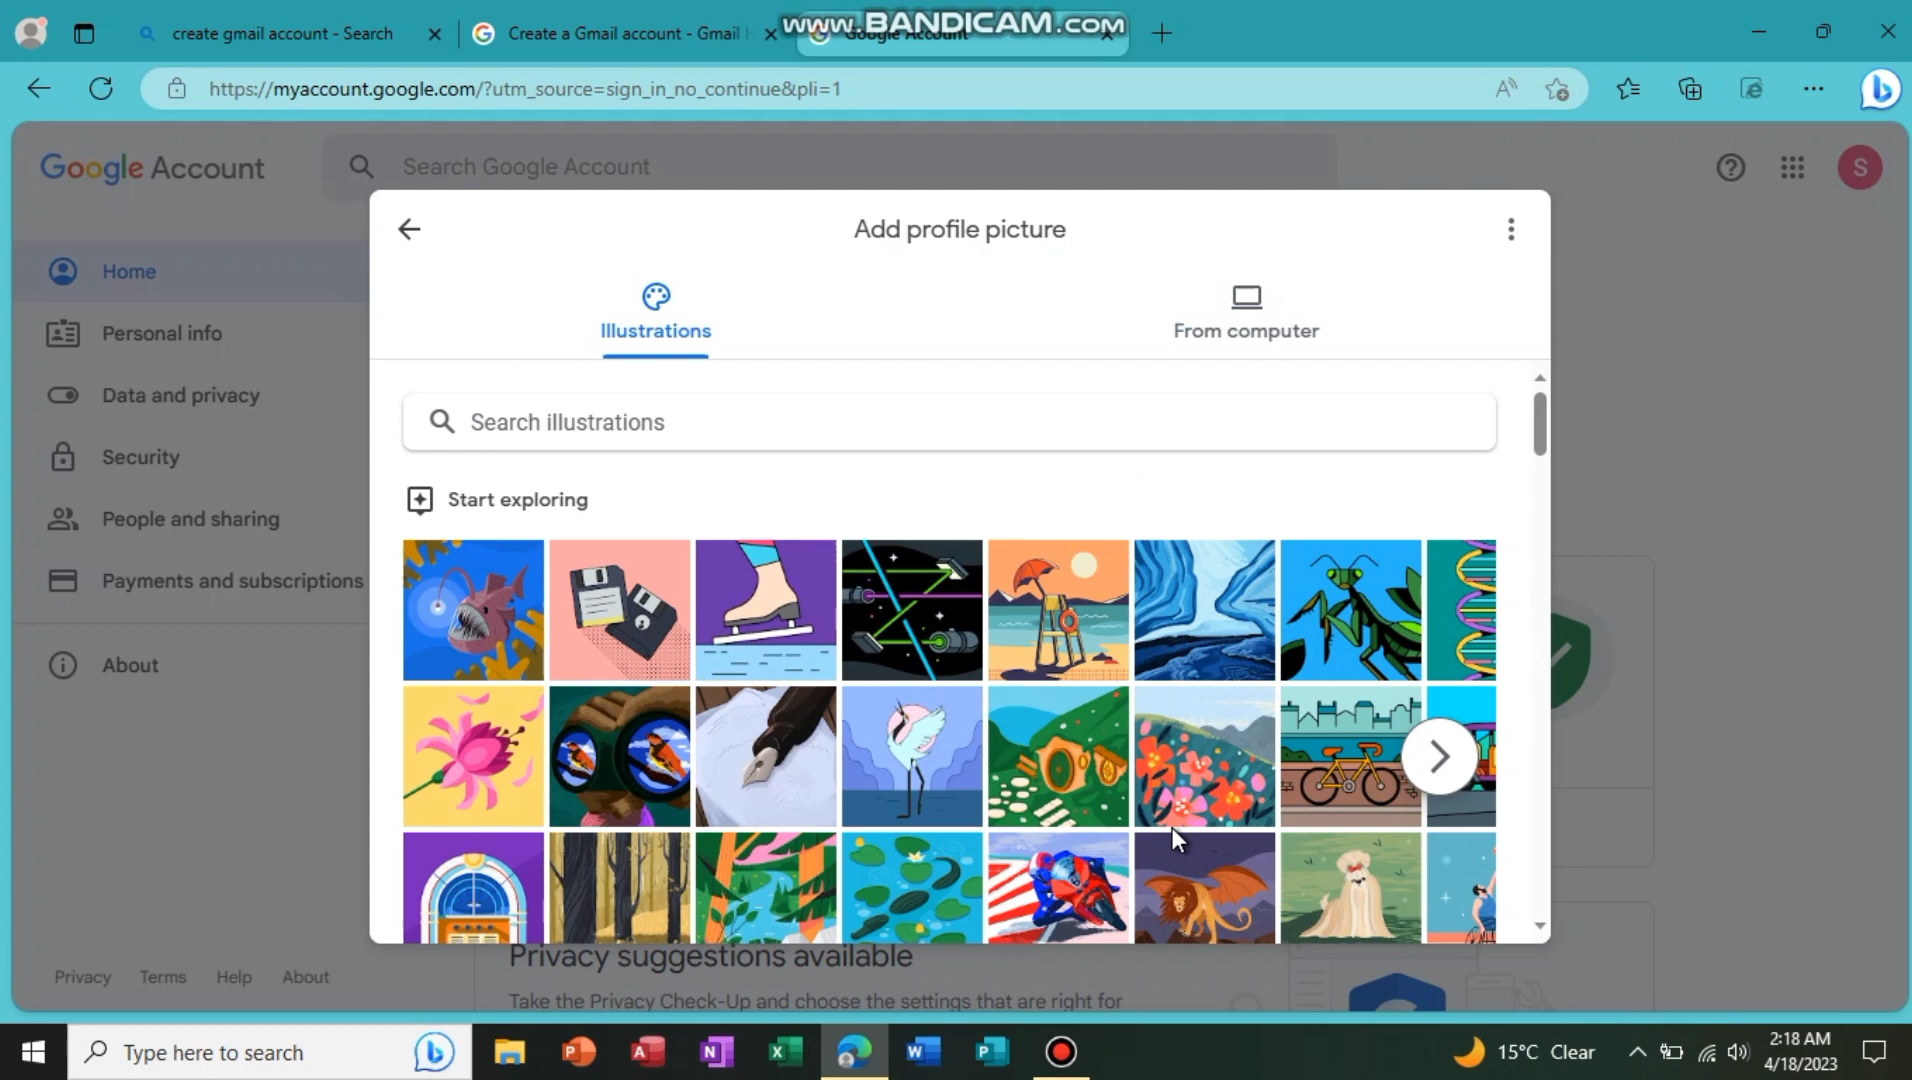 create gmail account - Search
Create a Gmail account - Gmail
Google Account
www.BANDICAM.com
https://myaccount.google.com/?utm_source=sign_in_no_continue&pli=1
Google Account
Search Google Account
S
Add profile picture
Illustrations
From computer
Search illustrations
Start exploring
Home
Personal info
Data and privacy
Security
People and sharing
Payments and subscriptions
About
Privacy Terms Help About
Privacy suggestions available
Take the Privacy Check-Up and choose the settings that are right for
Type here to search
15°C Clear
2:18 AM
4/18/2023